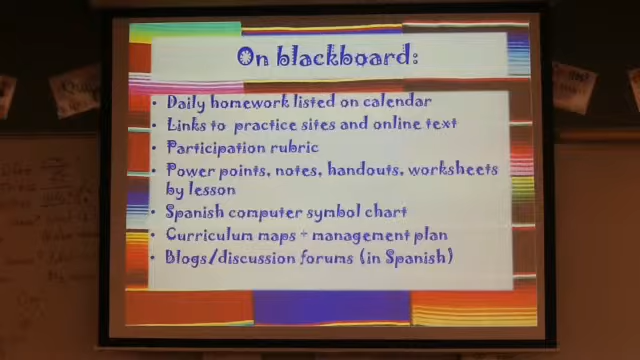 On blackboard:
• Daily homework listed on calendar
• Links to practice sites and online text
• Participation rubric
• Power points, notes, handouts, worksheets
by lesson
• Spanish computer symbol chart
• Curriculum maps + management plan
• Blogs/discussion forums (in Spanish)